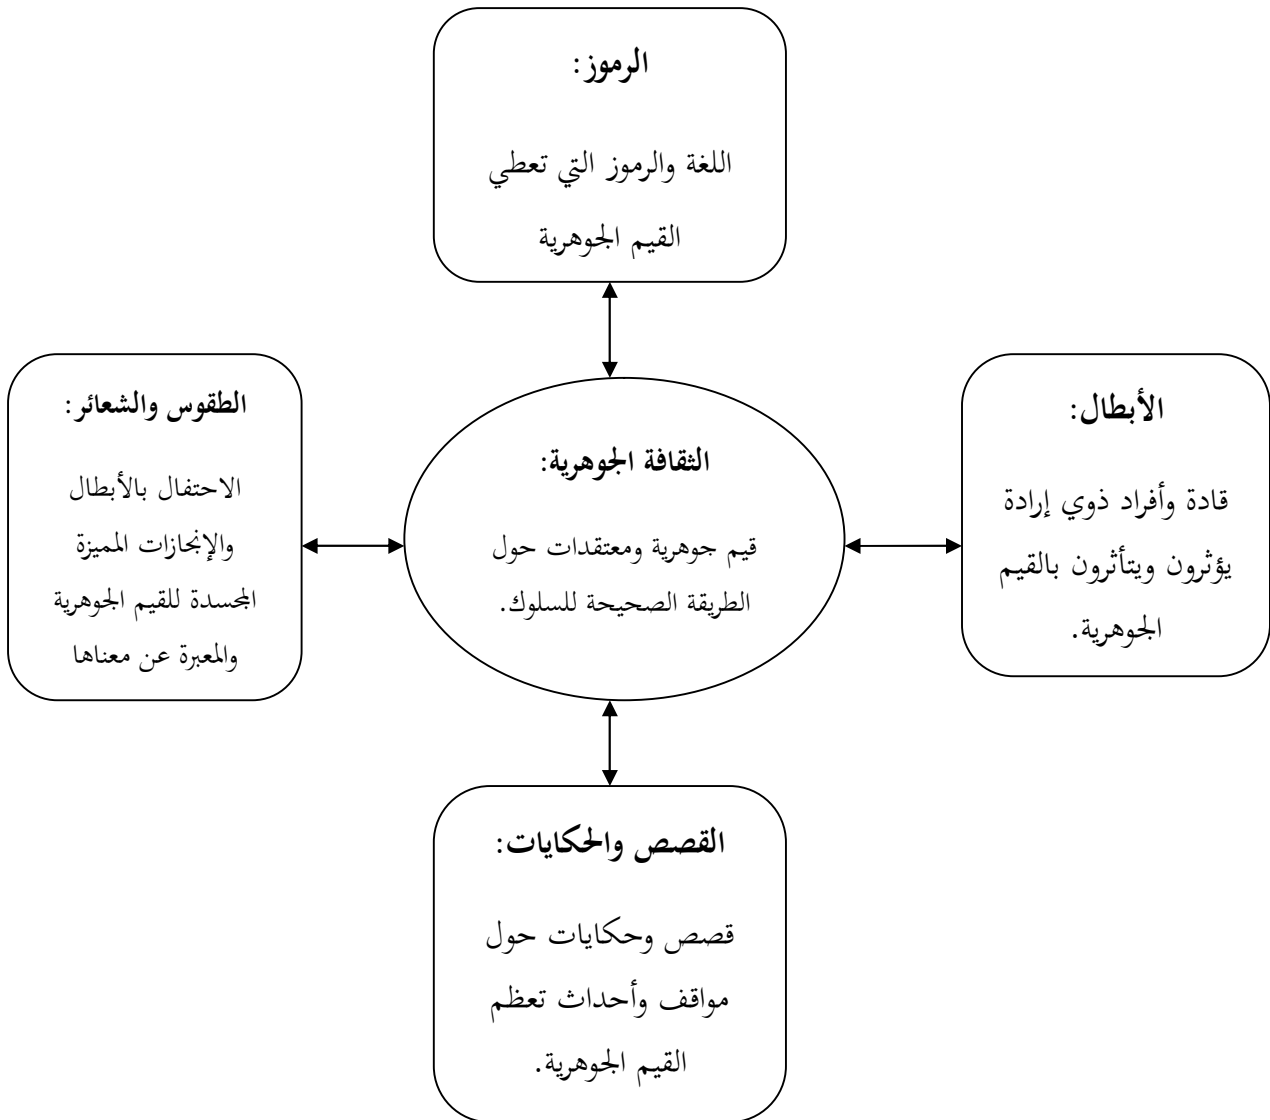 الرموز:
اللغة والرموز التي تعطي
القيم الجوهرية
الأبطال:
قادة وأفراد ذوي إرادة
يؤثرون ويتأثرون بالقيم
الجوهرية.
الثقافة الجوهرية:
قيم جوهرية ومعتقدات حول
الطريقة الصحيحة للسلوك.
الطقوس والشعائر:
الاحتفال بالأبطال
والإنجازات المميزة
المجسدة للقيم الجوهرية
والمعبرة عن معناها
القصص والحكايات:
قصص وحكايات حول
مواقف وأحداث تعظم
القيم الجوهرية.